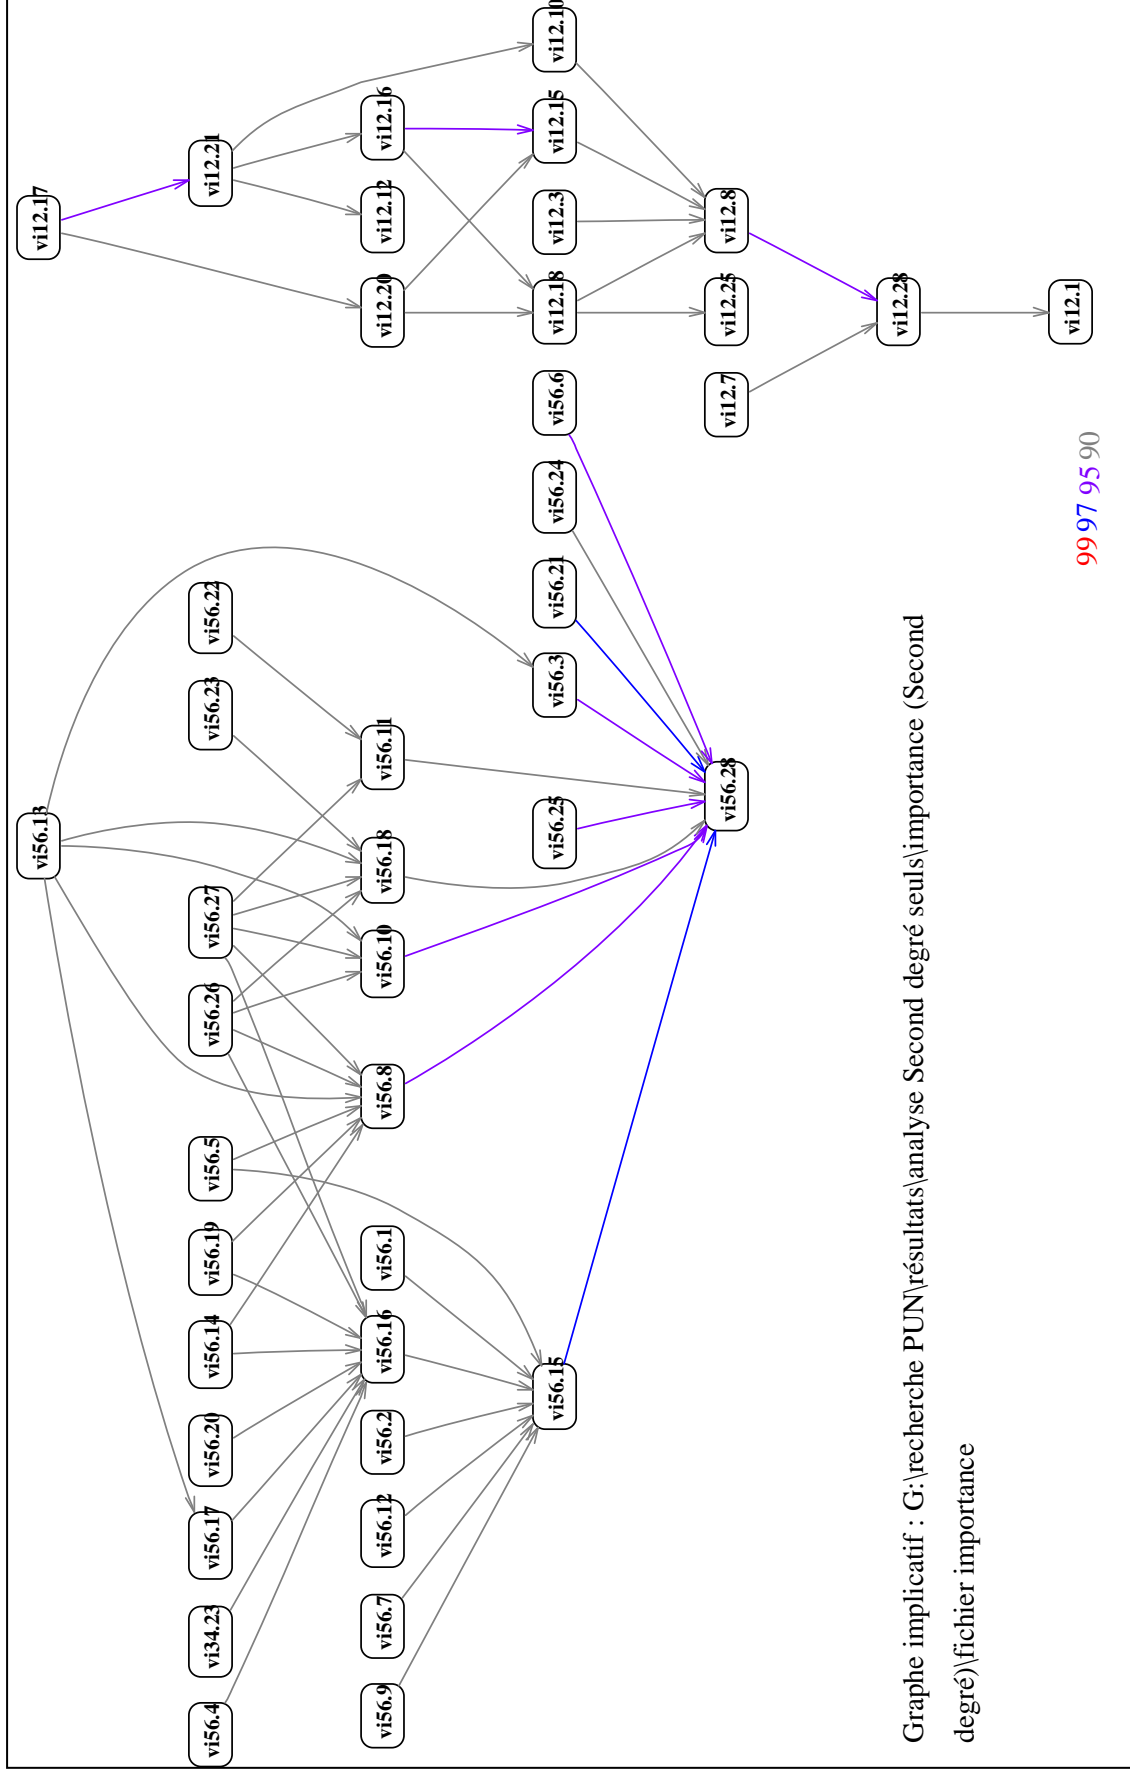 vi56.13
vi12.17
vi56.4
vi34.23
vi56.17
vi56.20
vi56.14
vi56.19
vi56.5
vi56.26
vi56.27
vi56.23
vi56.22
vi12.21
vi56.9
vi56.7
vi56.12
vi56.2
vi56.16
vi56.1
vi56.8
vi56.10
vi56.18
vi56.11
vi12.20
vi12.12
vi12.16
vi56.15
vi56.25
vi56.3
vi56.21
vi56.24
vi56.6
vi12.18
vi12.3
vi12.15
vi12.10
vi56.28
vi12.7
vi12.25
vi12.8
vi12.28
vi12.1
Graphe implicatif : G:\recherche PUN\résultats\analyse Second degré seuls\importance (Second
degré)\fichier importance
99 97 95 90